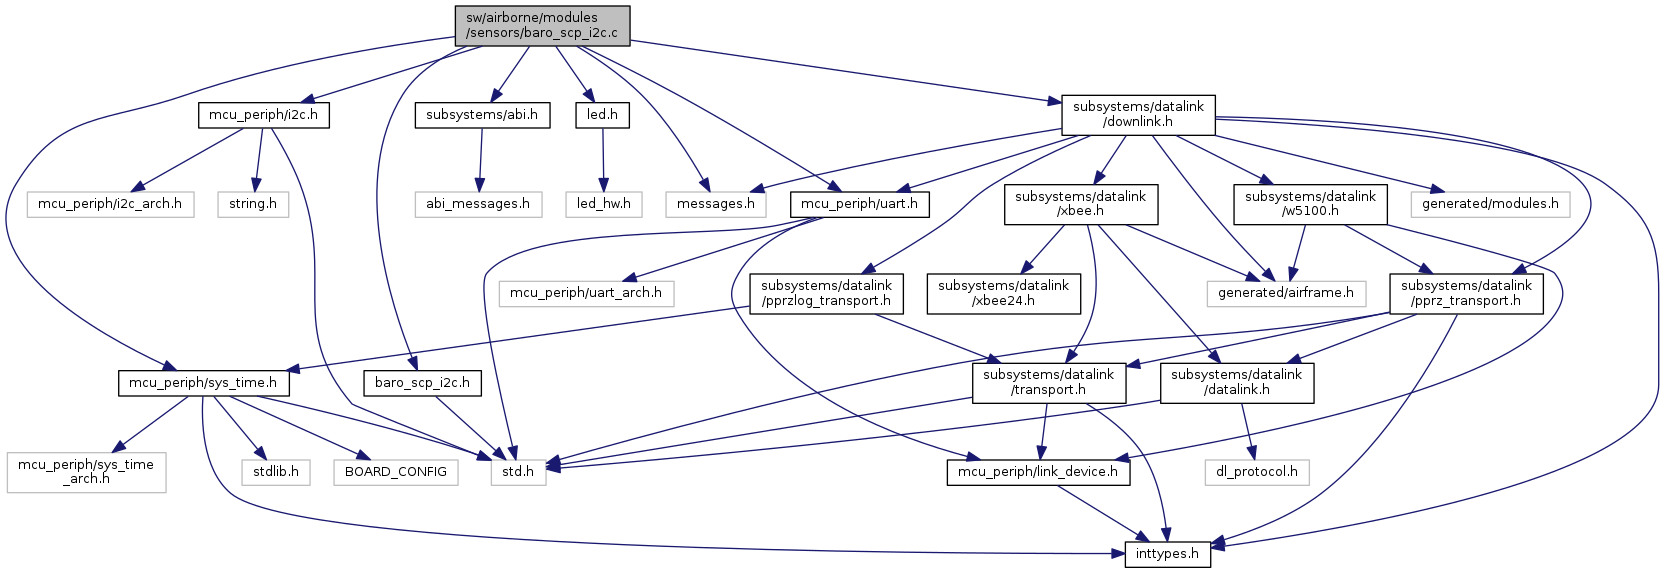 sw/airborne/modules
/sensors/baro_scp_i2c.c
mcu_periph/i2c.h
subsystems/abi.h
led.h
subsystems/datalink
/downlink.h
mcu_periph/i2c_arch.h
string.h
abi_messages.h
led_hw.h
messages.h
mcu_periph/uart.h
subsystems/datalink
/xbee.h
subsystems/datalink
/w5100.h
generated/modules.h
mcu_periph/uart_arch.h
subsystems/datalink
/pprzlog_transport.h
subsystems/datalink
/xbee24.h
generated/airframe.h
subsystems/datalink
/pprz_transport.h
mcu_periph/sys_time.h
baro_scp_i2c.h
subsystems/datalink
/transport.h
subsystems/datalink
/datalink.h
mcu_periph/sys_time
_arch.h
stdlib.h
BOARD_CONFIG
std.h
mcu_periph/link_device.h
dl_protocol.h
inttypes.h